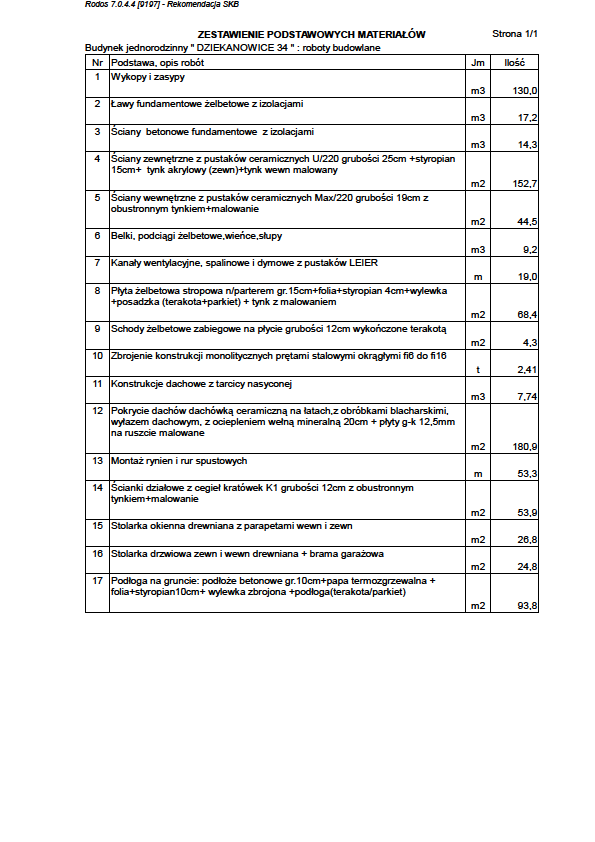 Rodos 7.0.4.4 [9197] - Rekomendacja SKB
ZESTAWIENIE PODSTAWOWYCH MATERIAŁÓW Strona 1/1
Budynek jednorodzinny " DZIEKANOWICE 34 " : roboty budowlane
Nr Podstawa, opis robót Jm Ilość
1 Wykopy i zasypy
m3 130,0
2 Ławy fundamentowe żelbetowe z izolacjami
m3 17,2
3 Ściany betonowe fundamentowe z izolacjami
m3 14,3
4 Ściany zewnętrzne z pustaków ceramicznych U/220 grubości 25cm +styropian
15cm+ tynk akrylowy (zewn)+tynk wewn malowany
m2 152,7
5 Ściany wewnętrzne z pustaków ceramicznych Max/220 grubości 19cm z
obustronnym tynkiem+malowanie
m2 44,5
6 Belki, podciągi żelbetowe,wieńce,słupy
m3 9,2
7 Kanały wentylacyjne, spalinowe i dymowe z pustaków LEIER
m 19,0
8 Płyta żelbetowa stropowa n/parterem gr.15cm+folia+styropian 4cm+wylewka
+posadzka (terakota+parkiet) + tynk z malowaniem
m2 68,4
9 Schody żelbetowe zabiegowe na płycie grubości 12cm wykończone terakotą
m2 4,3
10 Zbrojenie konstrukcji monolitycznych prętami stalowymi okrągłymi fi6 do fi16
t 2,41
11 Konstrukcje dachowe z tarcicy nasyconej
m3 7,74
12 Pokrycie dachów dachówką ceramiczną na łatach,z obróbkami blacharskimi,
wyłazem dachowym, z ociepleniem wełną mineralną 20cm + płyty g-k 12,5mm
na ruszcie malowane
m2 180,9
13 Montaż rynien i rur spustowych
m 53,3
14 Ścianki działowe z cegieł kratówek K1 grubości 12cm z obustronnym
tynkiem+malowanie
m2 53,9
15 Stolarka okienna drewniana z parapetami wewn i zewn
m2 26,8
16 Stolarka drzwiowa zewn i wewn drewniana + brama garażowa
m2 24,8
17 Podłoga na gruncie: podłoże betonowe gr.10cm+papa termozgrzewalna +
folia+styropian10cm+ wylewka zbrojona +podłoga(terakota/parkiet)
m2 93,8